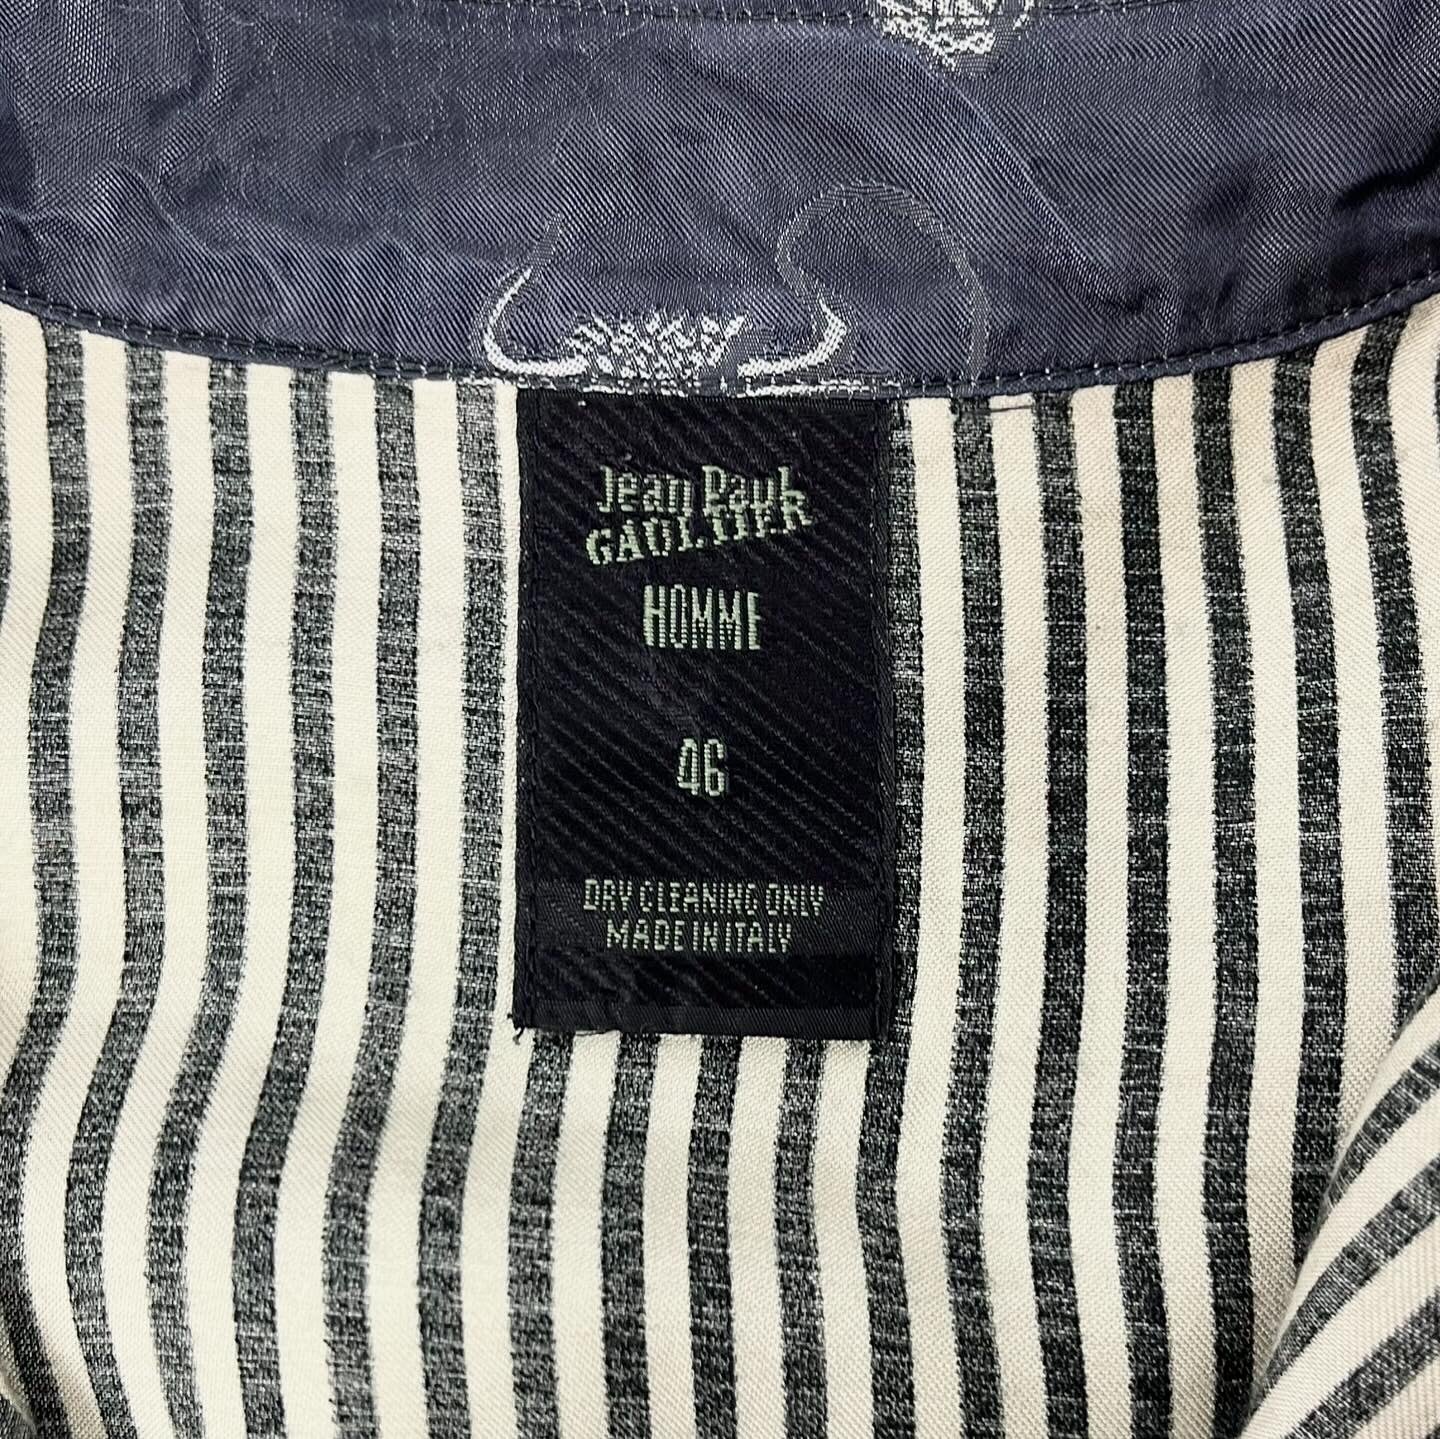 Jean Paul
GAULTIER
HOMME
46
DRY CLEANING ONLY
MADE IN ITALY